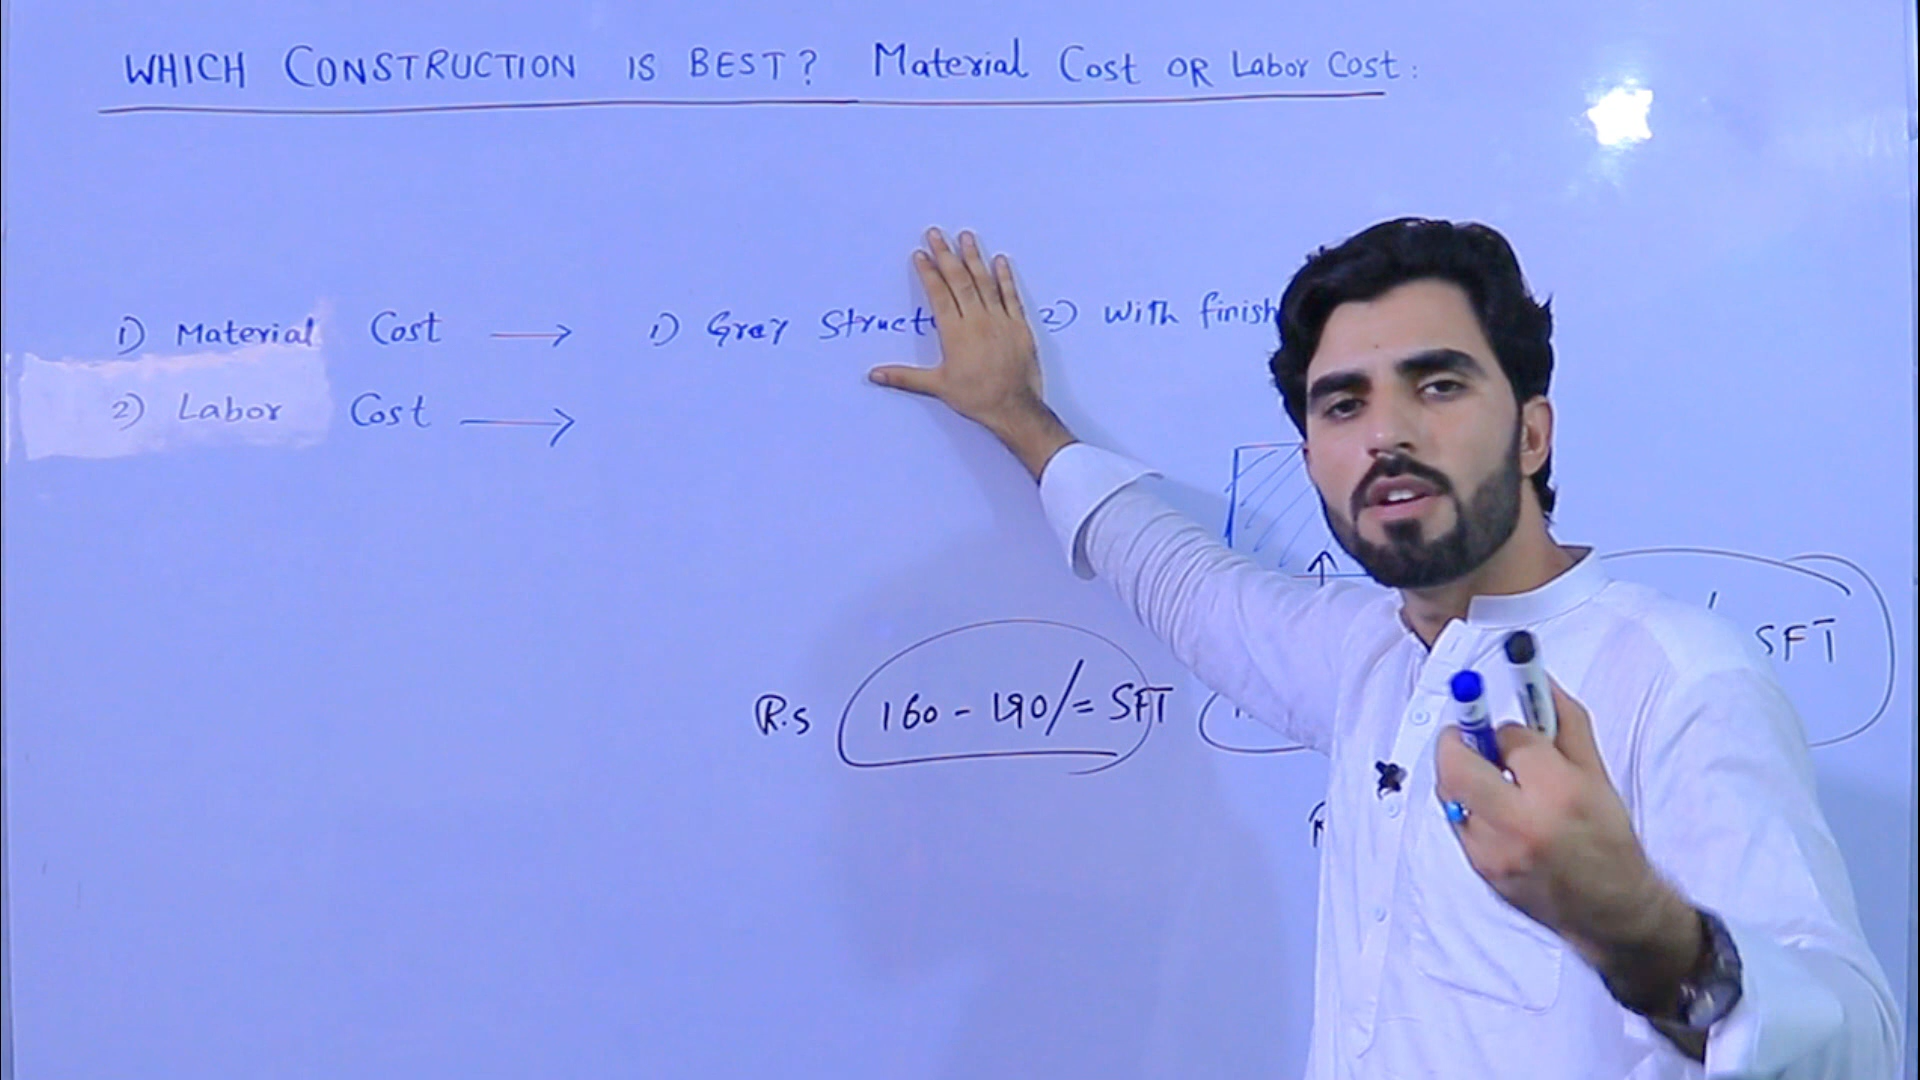 WHICH CONSTRUCTION IS BEST? Material Cost OR Labor Cost:
1) Material Cost → 1) Gray Struct 2) With finish
2) Labor Cost →
SFT
R.s 160 - 190/= SFT